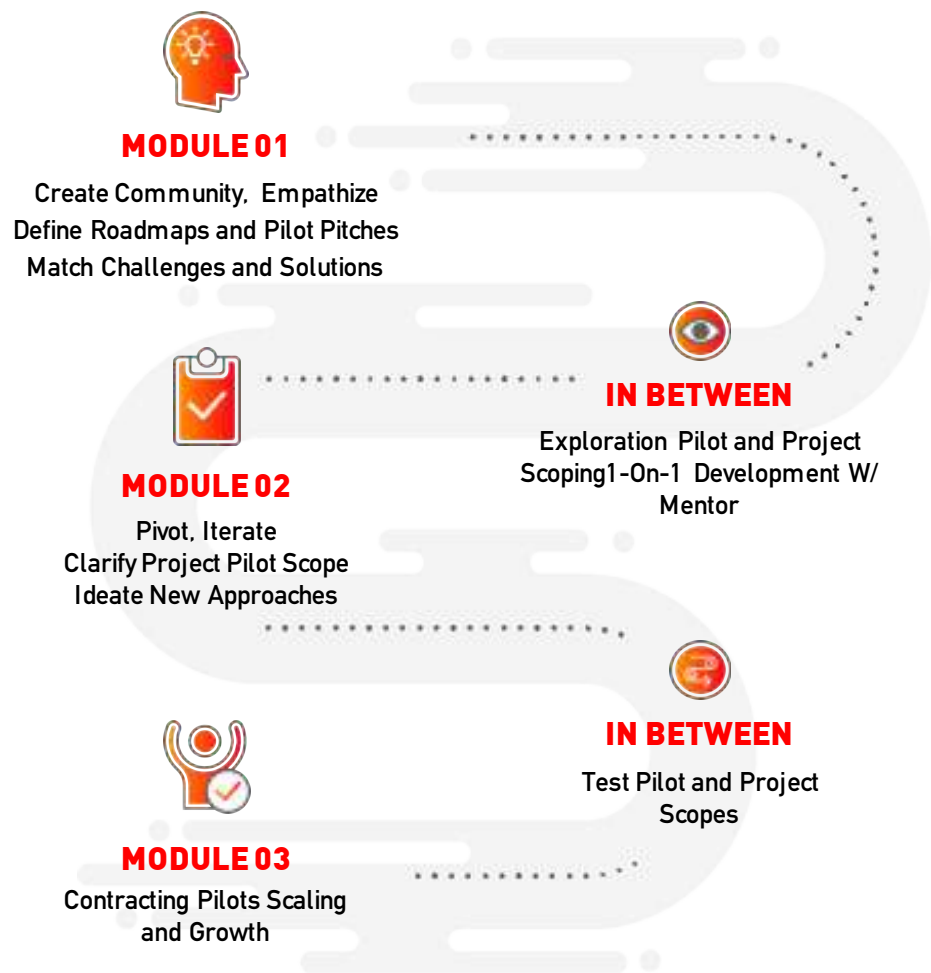 MODULE 01
Create Community, Empathize
Define Roadmaps and Pilot Pitches
Match Challenges and Solutions
IN BETWEEN
Exploration Pilot and Project
Scoping1-On-1 Development W/
Mentor
MODULE 02
Pivot, Iterate
Clarify Project Pilot Scope
Ideate New Approaches
IN BETWEEN
Test Pilot and Project
Scopes
MODULE 03
Contracting Pilots Scaling
and Growth